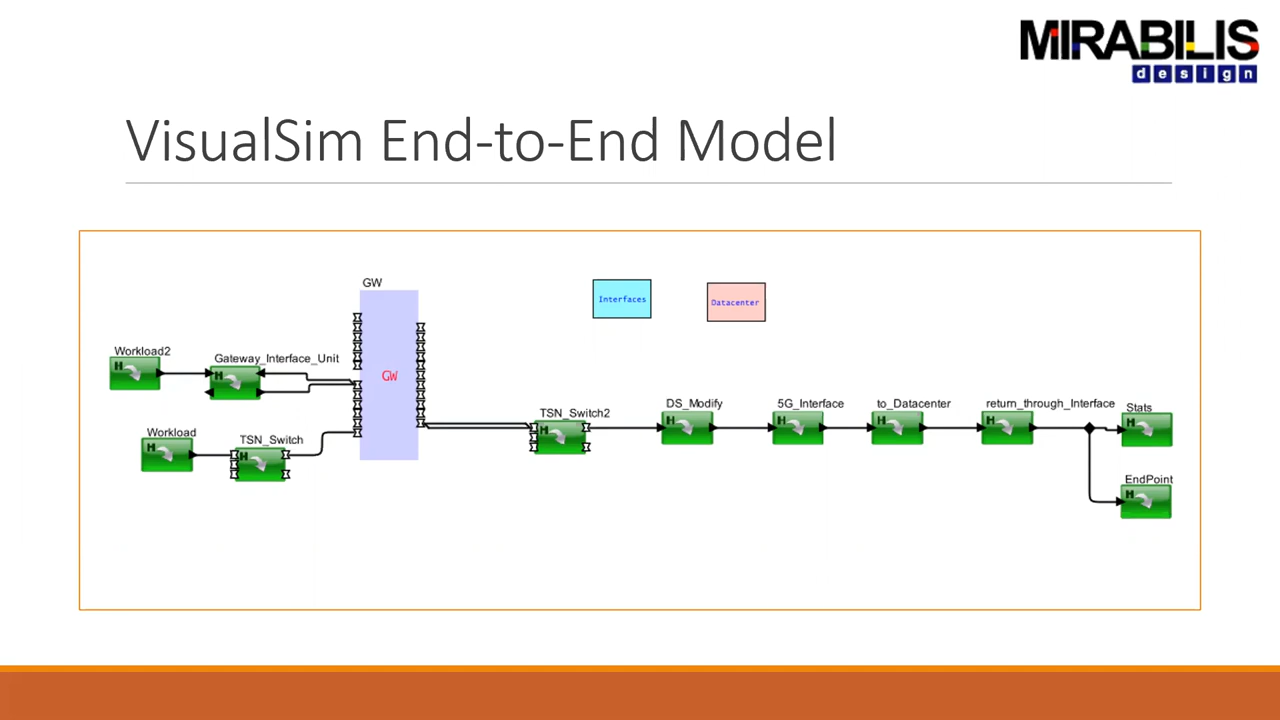 MIRABILIS
design
VisualSim End-to-End Model
GW
Interfaces
Datacenter
Workload2
H
Gateway_Interface_Unit
H
GW
Workload
H
TSN_Switch
H
TSN_Switch2
H
DS_Modify
H
5G_Interface
H
to_Datacenter
H
return_through_Interface
H
Stats
H
EndPoint
H